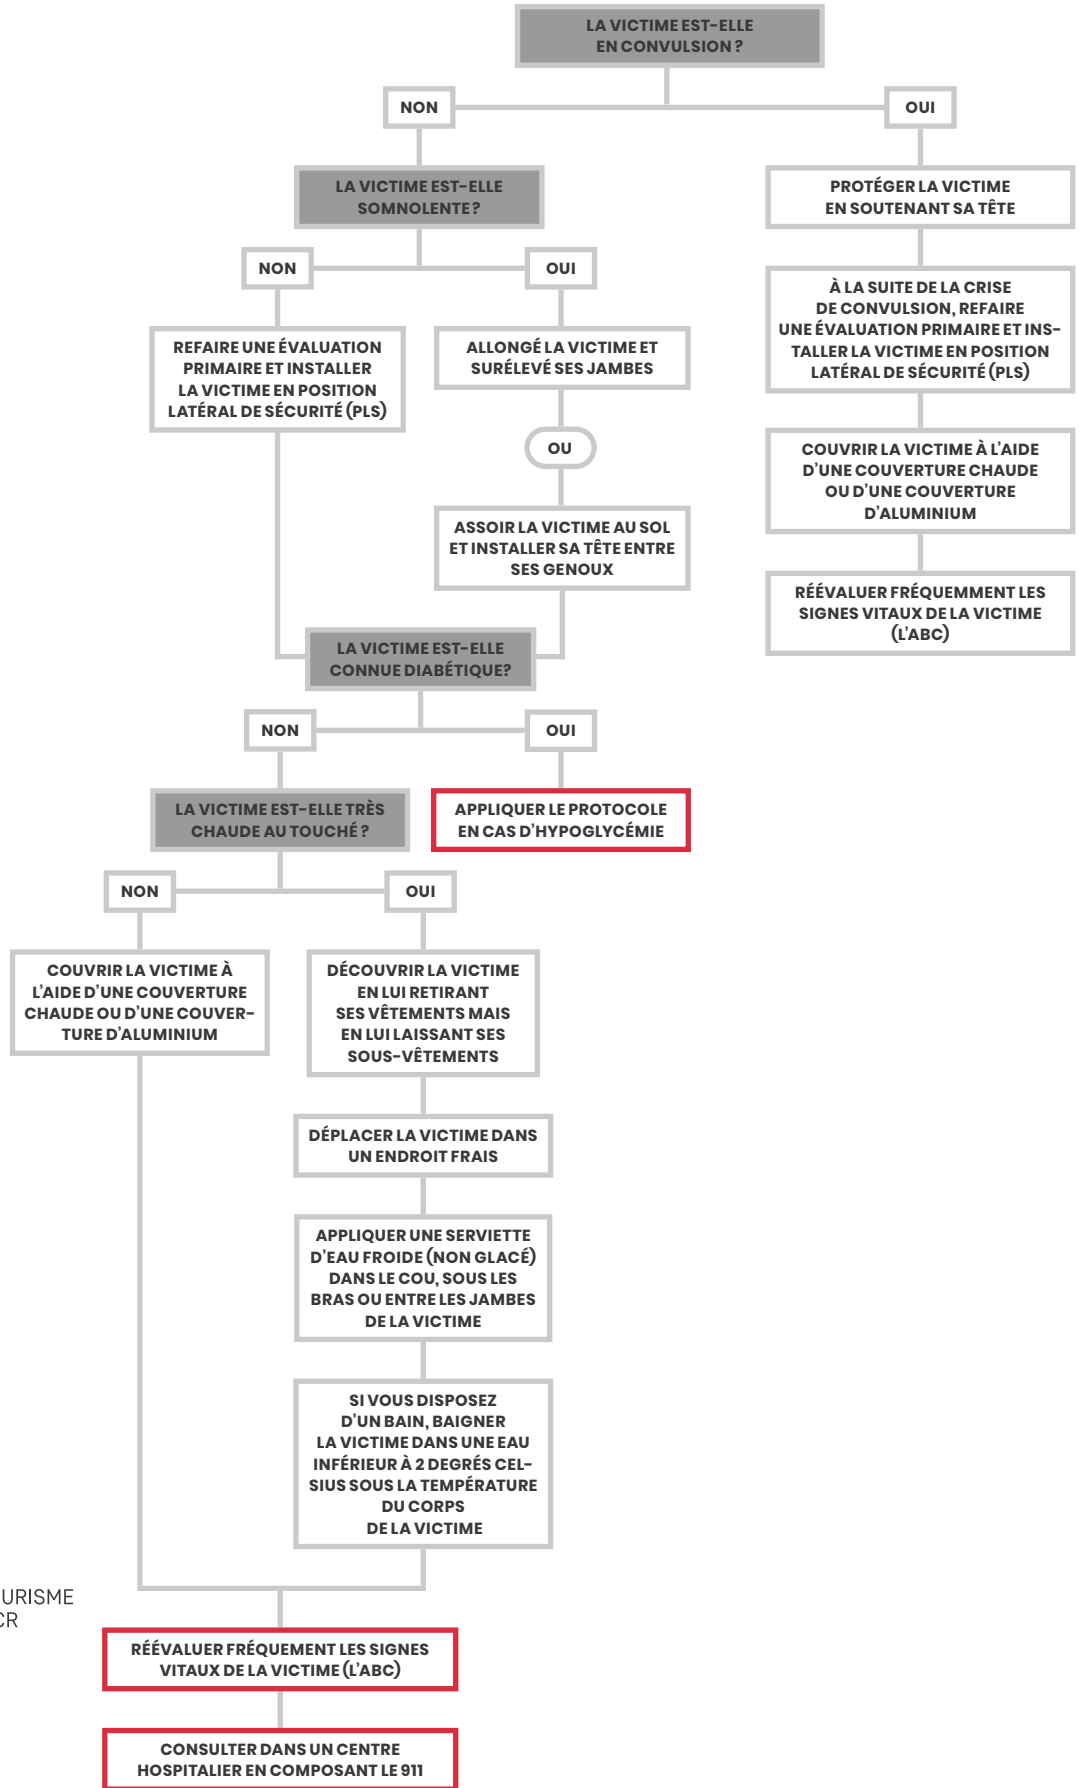 LA VICTIME EST-ELLE
EN CONVULSION ?
NON
OUI
LA VICTIME EST-ELLE
SOMNOLENTE ?
PROTÉGER LA VICTIME
EN SOUTENANT SA TÊTE
NON
OUI
À LA SUITE DE LA CRISE
DE CONVULSION, REFAIRE
UNE ÉVALUATION PRIMAIRE ET INS-
TALLER LA VICTIME EN POSITION
LATÉRAL DE SÉCURITÉ (PLS)
REFAIRE UNE ÉVALUATION
PRIMAIRE ET INSTALLER
LA VICTIME EN POSITION
LATÉRAL DE SÉCURITÉ (PLS)
ALLONGÉ LA VICTIME ET
SURÉLEVÉ SES JAMBES
OU
COUVRIR LA VICTIME À L'AIDE
D'UNE COUVERTURE CHAUDE
OU D'UNE COUVERTURE
D'ALUMINIUM
ASSOIR LA VICTIME AU SOL
ET INSTALLER SA TÊTE ENTRE
SES GENOUX
RÉÉVALUER FRÉQUEMMENT LES
SIGNES VITAUX DE LA VICTIME
(L'ABC)
LA VICTIME EST-ELLE
CONNUE DIABÉTIQUE?
NON
OUI
LA VICTIME EST-ELLE TRÈS
CHAUDE AU TOUCHÉ ?
APPLIQUER LE PROTOCOLE
EN CAS D'HYPOGLYCÉMIE
NON
OUI
COUVRIR LA VICTIME À
L'AIDE D'UNE COUVERTURE
CHAUDE OU D'UNE COUVER-
TURE D'ALUMINIUM
DÉCOUVRIR LA VICTIME
EN LUI RETIRANT
SES VÊTEMENTS MAIS
EN LUI LAISSANT SES
SOUS-VÊTEMENTS
DÉPLACER LA VICTIME DANS
UN ENDROIT FRAIS
APPLIQUER UNE SERVIETTE
D'EAU FROIDE (NON GLACÉ)
DANS LE COU, SOUS LES
BRAS OU ENTRE LES JAMBES
DE LA VICTIME
SI VOUS DISPOSEZ
D'UN BAIN, BAIGNER
LA VICTIME DANS UNE EAU
INFÉRIEUR À 2 DEGRÉS CEL-
SIUS SOUS LA TEMPÉRATURE
DU CORPS
DE LA VICTIME
URISME
CR
RÉÉVALUER FRÉQUEMENT LES SIGNES
VITAUX DE LA VICTIME (L'ABC)
CONSULTER DANS UN CENTRE
HOSPITALIER EN COMPOSANT LE 911